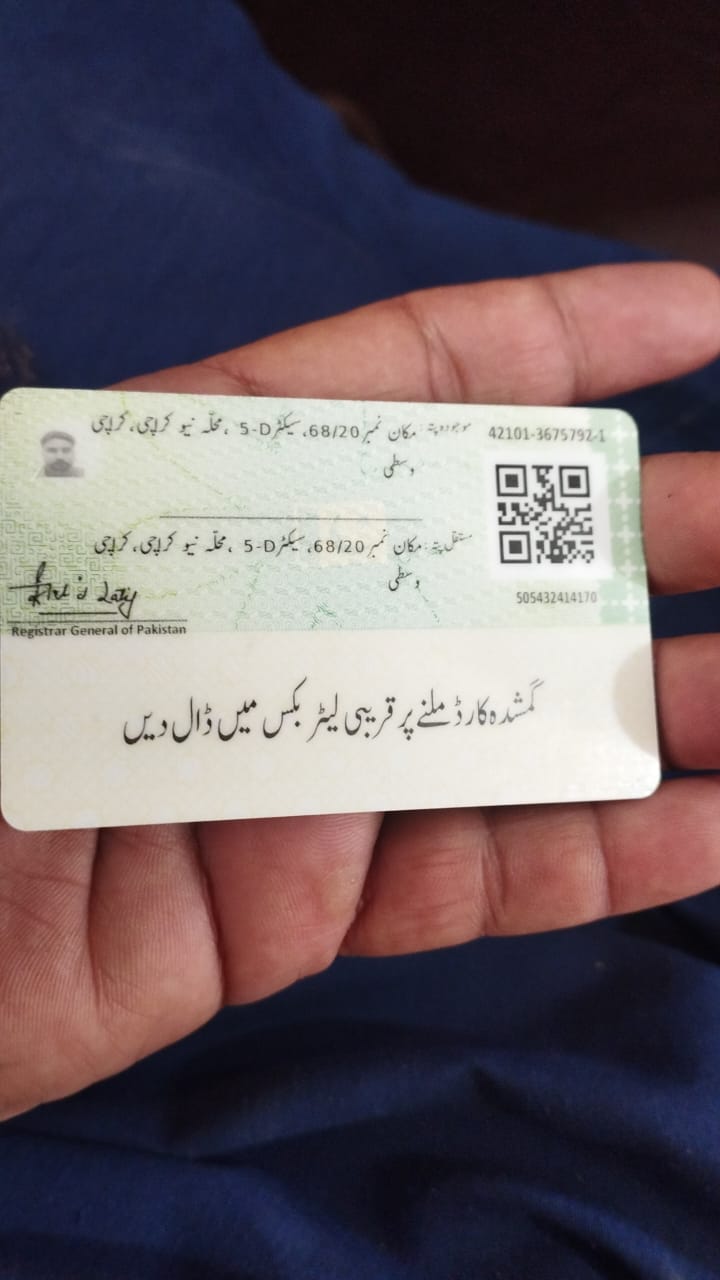 42101-3675792-1
موجودہ پتہ: مکان نمبر 68/20، سیکٹر 5-D، محلہ نیو کراچی، کراچی
وسطی
مستقل پتہ: مکان نمبر 68/20، سیکٹر 5-D، محلہ نیو کراچی، کراچی
وسطی
505432414170
Registrar General of Pakistan
گمشدہ کارڈ ملنے پر قریبی لیٹر بکس میں ڈال دیں